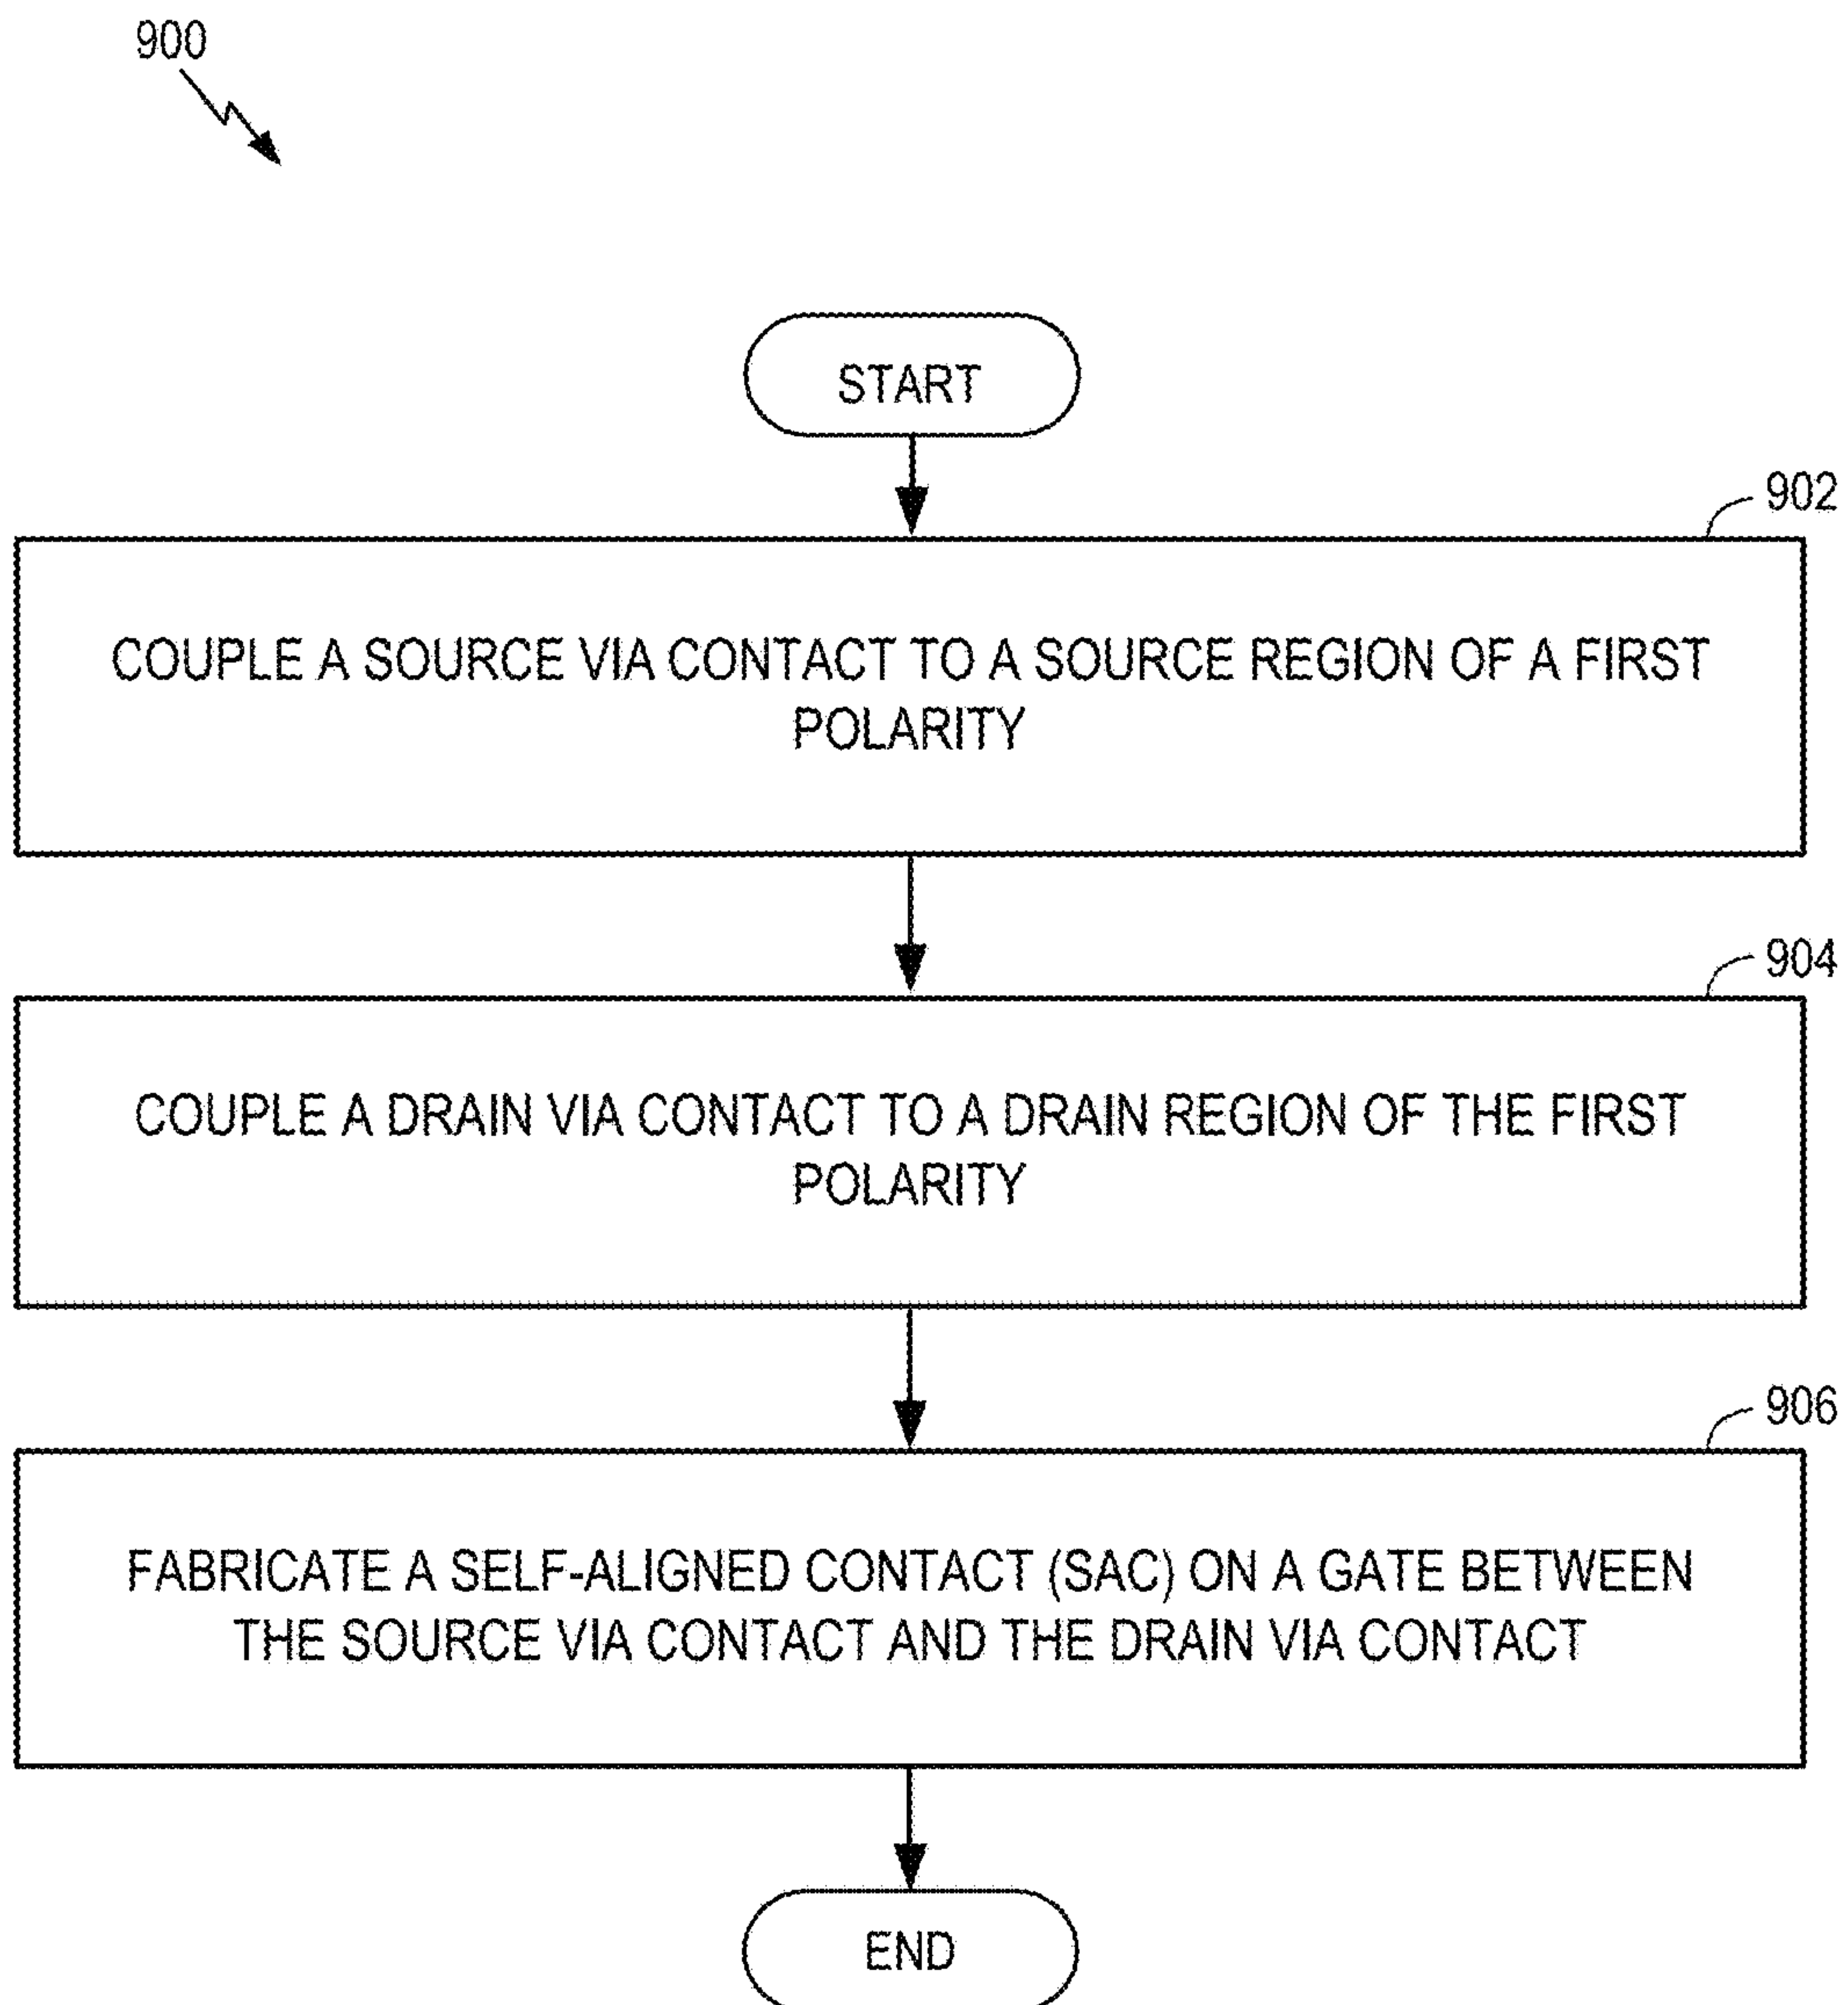 900
START
902
COUPLE A SOURCE VIA CONTACT TO A SOURCE REGION OF A FIRST
POLARITY
904
COUPLE A DRAIN VIA CONTACT TO A DRAIN REGION OF THE FIRST
POLARITY
906
FABRICATE A SELF-ALIGNED CONTACT (SAC) ON A GATE BETWEEN
THE SOURCE VIA CONTACT AND THE DRAIN VIA CONTACT
END